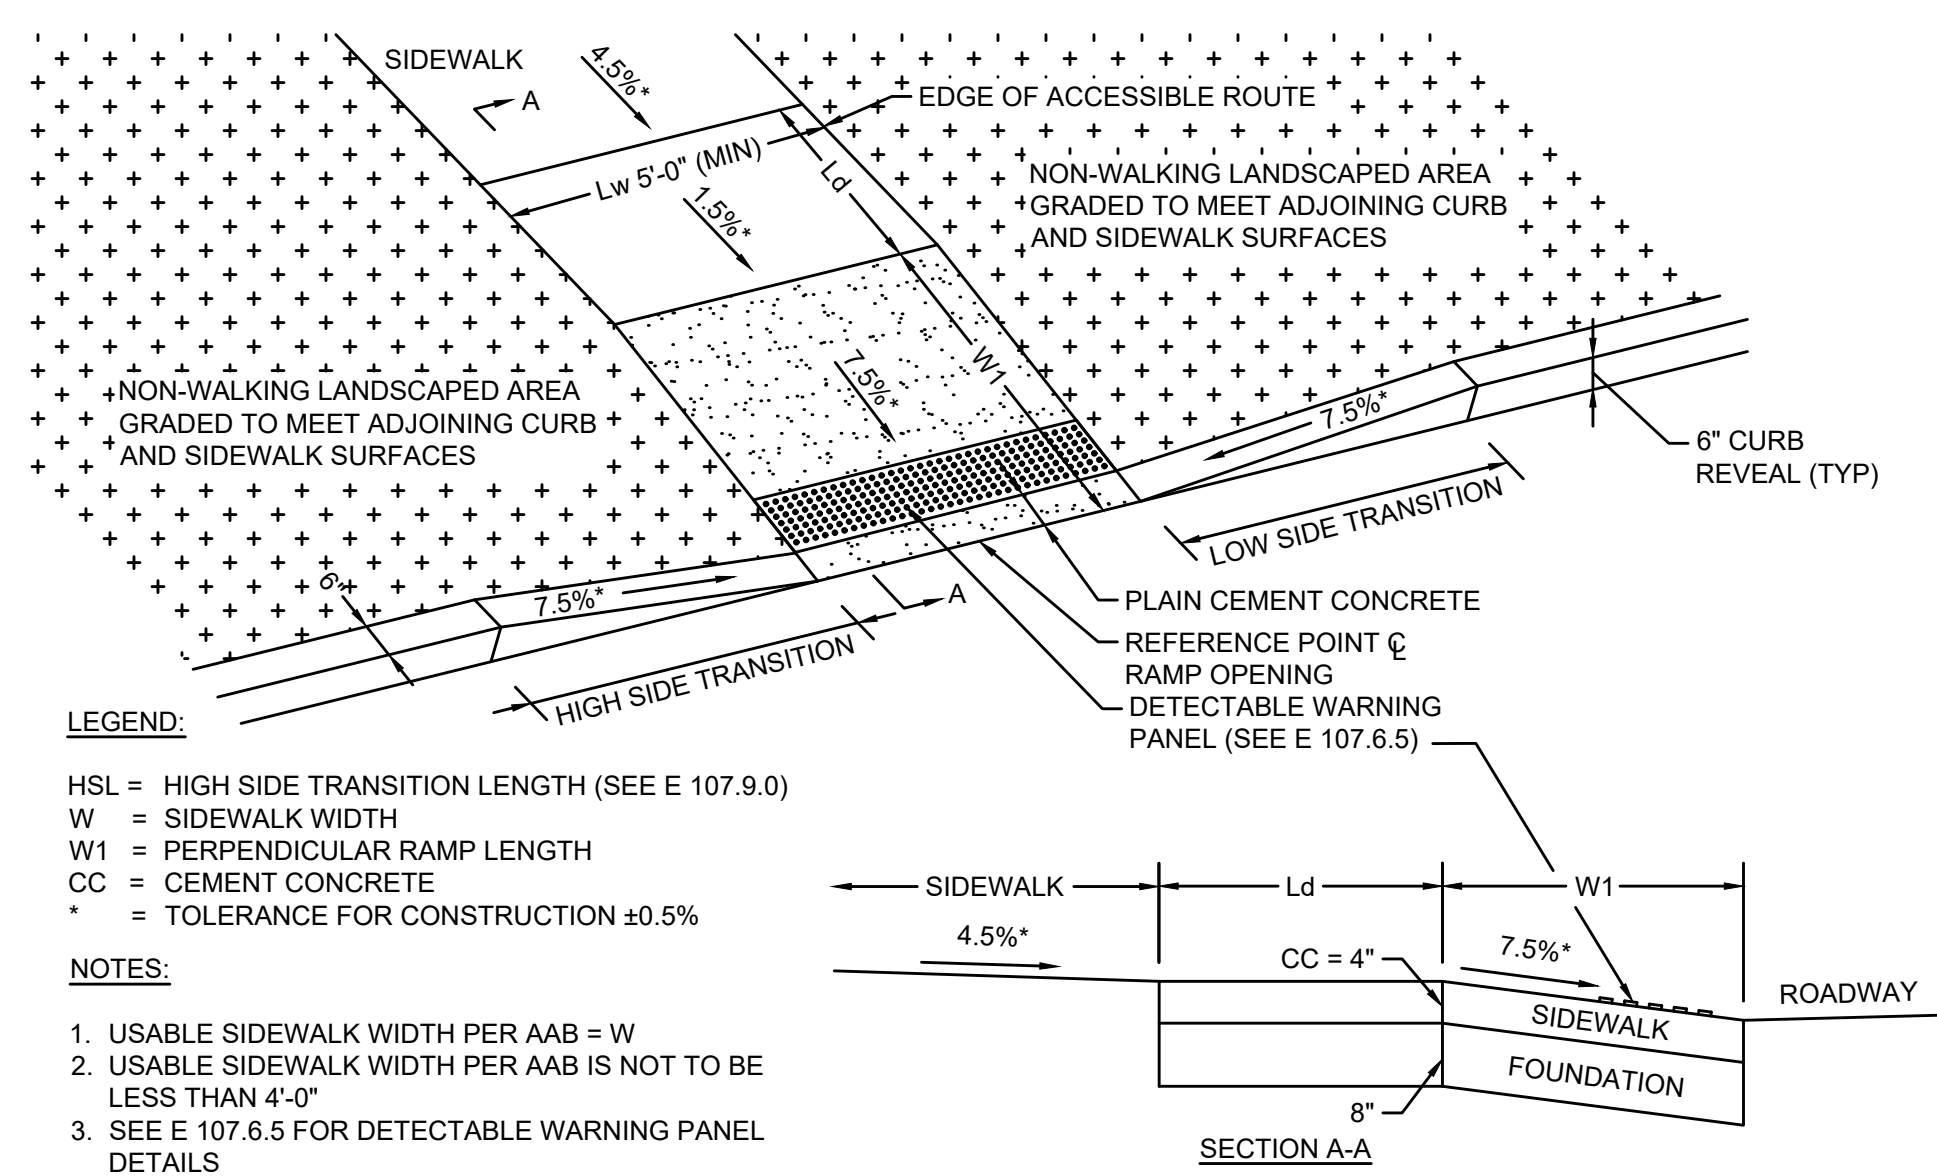 SIDEWALK
4.5%*
A
EDGE OF ACCESSIBLE ROUTE
Lw 5'-0" (MIN)
Ld
1.5%*
NON-WALKING LANDSCAPED AREA
GRADED TO MEET ADJOINING CURB
AND SIDEWALK SURFACES
W1
7.5%*
NON-WALKING LANDSCAPED AREA
GRADED TO MEET ADJOINING CURB
AND SIDEWALK SURFACES
7.5%*
6" CURB
REVEAL (TYP)
LOW SIDE TRANSITION
6"
7.5%*
A
HIGH SIDE TRANSITION
PLAIN CEMENT CONCRETE
REFERENCE POINT ℄
RAMP OPENING
DETECTABLE WARNING
PANEL (SEE E 107.6.5)
LEGEND:
HSL = HIGH SIDE TRANSITION LENGTH (SEE E 107.9.0)
W = SIDEWALK WIDTH
W1 = PERPENDICULAR RAMP LENGTH
CC = CEMENT CONCRETE
* = TOLERANCE FOR CONSTRUCTION ±0.5%
NOTES:
1. USABLE SIDEWALK WIDTH PER AAB = W
2. USABLE SIDEWALK WIDTH PER AAB IS NOT TO BE
LESS THAN 4'-0"
3. SEE E 107.6.5 FOR DETECTABLE WARNING PANEL
DETAILS
SIDEWALK
Ld
W1
4.5%*
CC = 4"
7.5%*
ROADWAY
SIDEWALK
FOUNDATION
8"
SECTION A-A